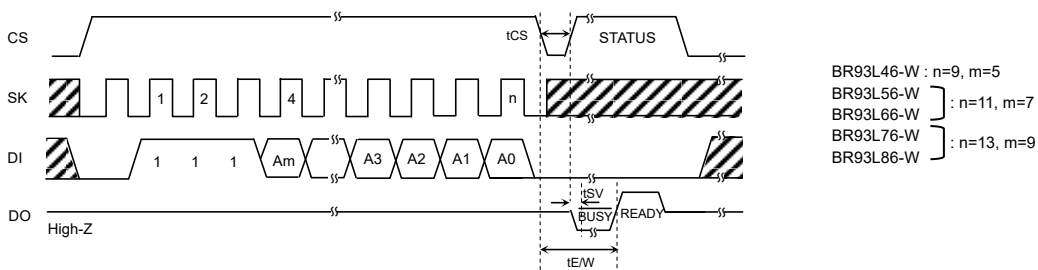 CS
tCS
STATUS
SK
1
2
4
n
DI
1 1 1
Am
A3
A2
A1
A0
tSV
DO
BUSY
READY
High-Z
tE/W
BR93L46-W : n=9, m=5
BR93L56-W
BR93L66-W
: n=11, m=7
BR93L76-W
BR93L86-W
: n=13, m=9